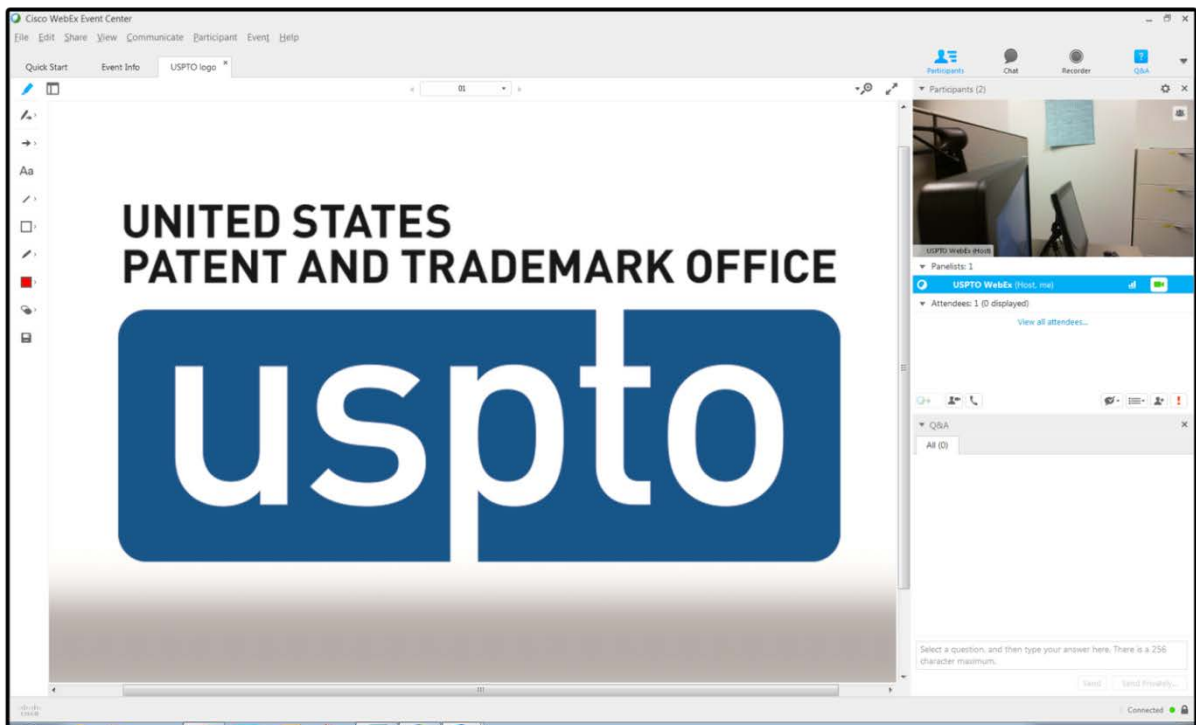 Cisco WebEx Event Center
File Edit Share View Communicate Participant Event Help
Quick Start Event Info USPTO logo
Participants Chat Recorder Q&A
01
Participants (2)
Aa
UNITED STATES
PATENT AND TRADEMARK OFFICE
uspto
USPTO WebEx (Host)
Panelists: 1
USPTO WebEx (Host, me)
Attendees: 1 (0 displayed)
View all attendees...
Q&A
All (0)
Select a question, and then type your answer here. There is a 256
character maximum.
Send Send Privately...
Connected